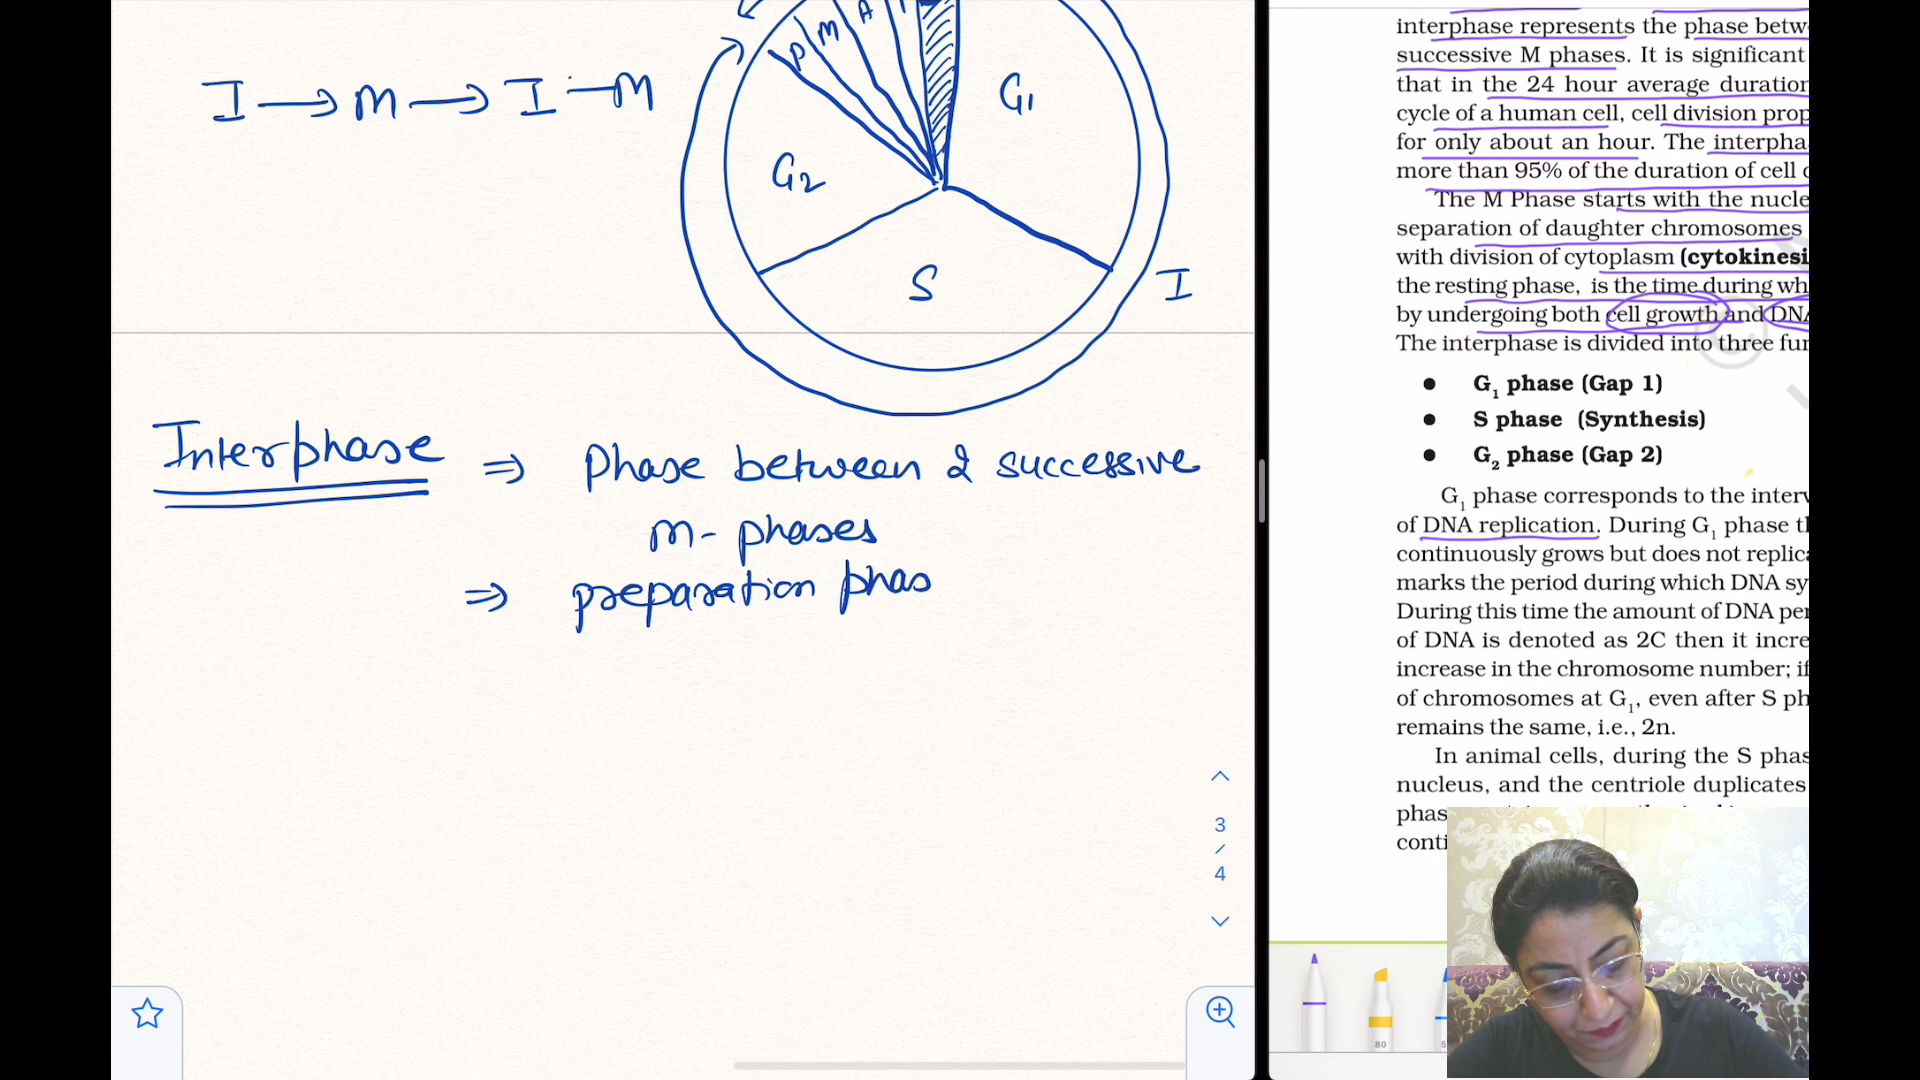 P M A
I → M → I – M
G1
G2
S
I
Interphase ⇒ Phase between 2 successive
M- phases
⇒ preparation phas
3
/
4
interphase represents the phase betw
successive M phases. It is significant
that in the 24 hour average duration
cycle of a human cell, cell division prop
for only about an hour. The interpha
more than 95% of the duration of cell c
The M Phase starts with the nucle
separation of daughter chromosomes
with division of cytoplasm (cytokinesi
the resting phase, is the time during wh
by undergoing both cell growth and DNA
The interphase is divided into three fun
● G₁ phase (Gap 1)
● S phase (Synthesis)
● G₂ phase (Gap 2)
G₁ phase corresponds to the interv
of DNA replication. During G₁ phase t
continuously grows but does not replica
marks the period during which DNA sy
During this time the amount of DNA per
of DNA is denoted as 2C then it incre
increase in the chromosome number; if
of chromosomes at G₁, even after S ph
remains the same, i.e., 2n.
In animal cells, during the S phas
nucleus, and the centriole duplicates
phas
conti
80
5